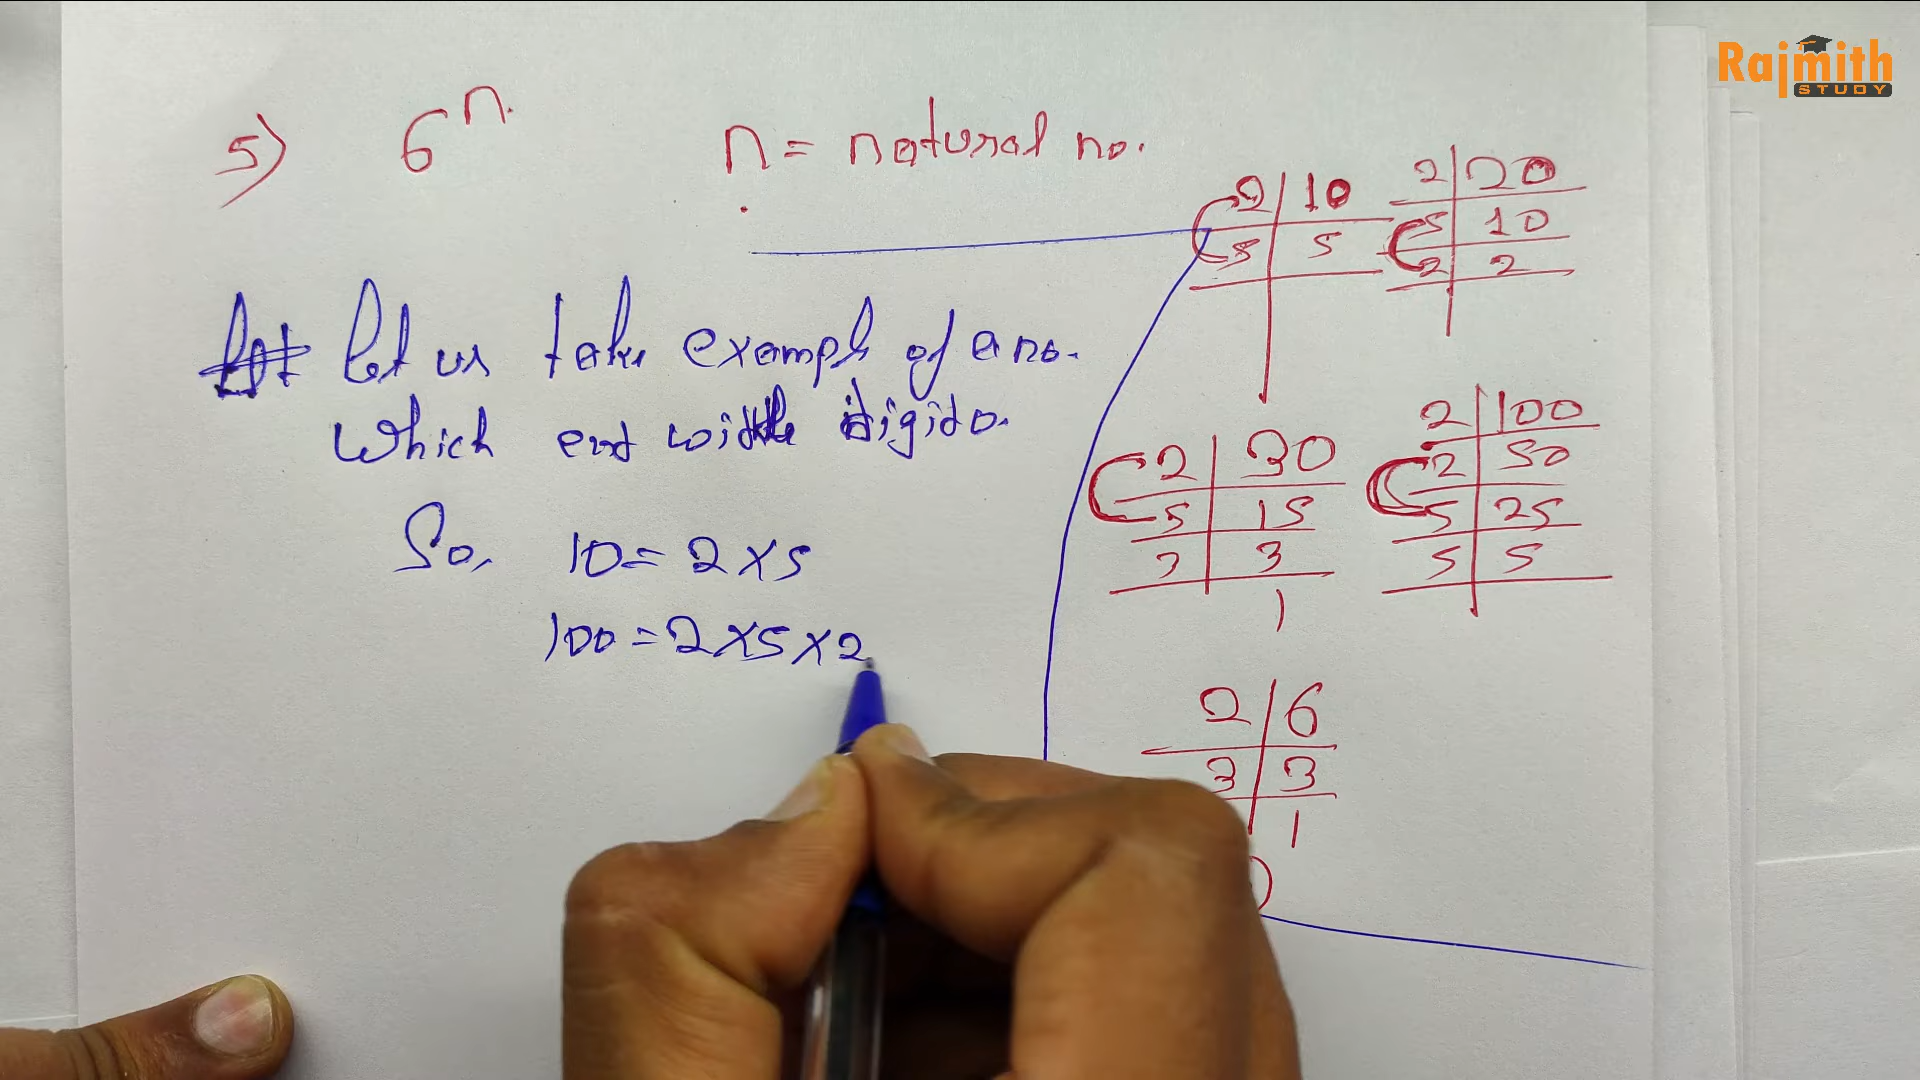 5) 6^n. n = natural no.
Let us take example of a no.
which end with digit 0.
So, 10 = 2 × 5
100 = 2 × 5 × 2
2 | 10
5 | 5
2 | 20
5 | 10
2 | 2
2 | 30
5 | 15
3 | 3
1
2 | 100
2 | 50
5 | 25
5 | 5
2 | 6
3 | 3
1
Rajmith
STUDY